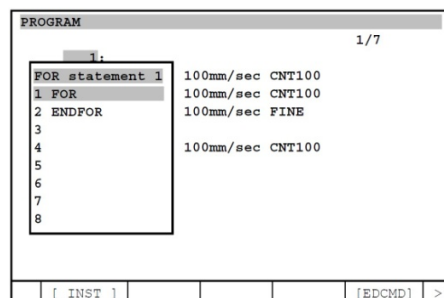 PROGRAM
1/7
1:
FOR statement 1
1 FOR
2 ENDFOR
3
4
5
6
7
8
100mm/sec CNT100
100mm/sec CNT100
100mm/sec FINE
100mm/sec CNT100
[ INST ] [EDCMD] >